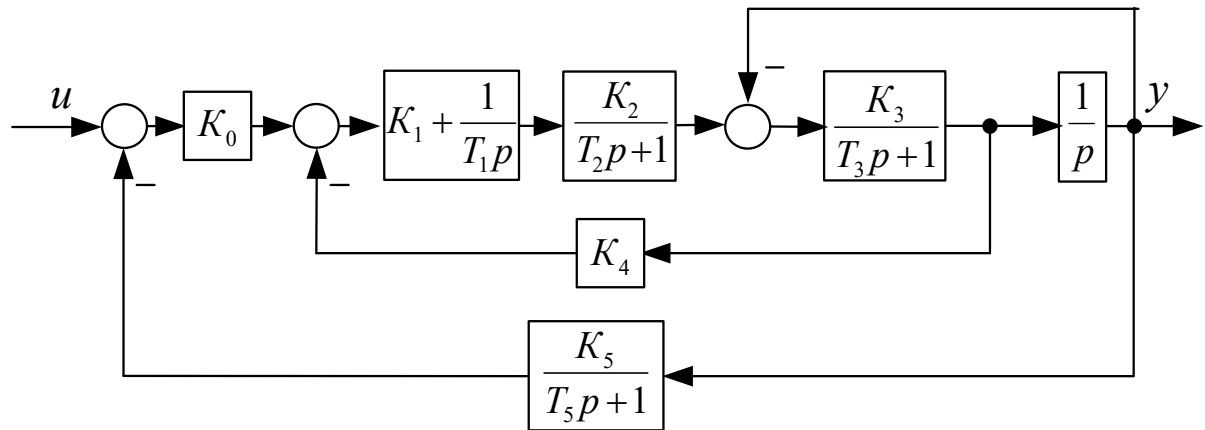 u
K₀
K₁ + 1/(T₁p)
K₂/(T₂p+1)
−
K₃/(T₃p+1)
1/p
y
−
−
K₄
K₅/(T₅p+1)